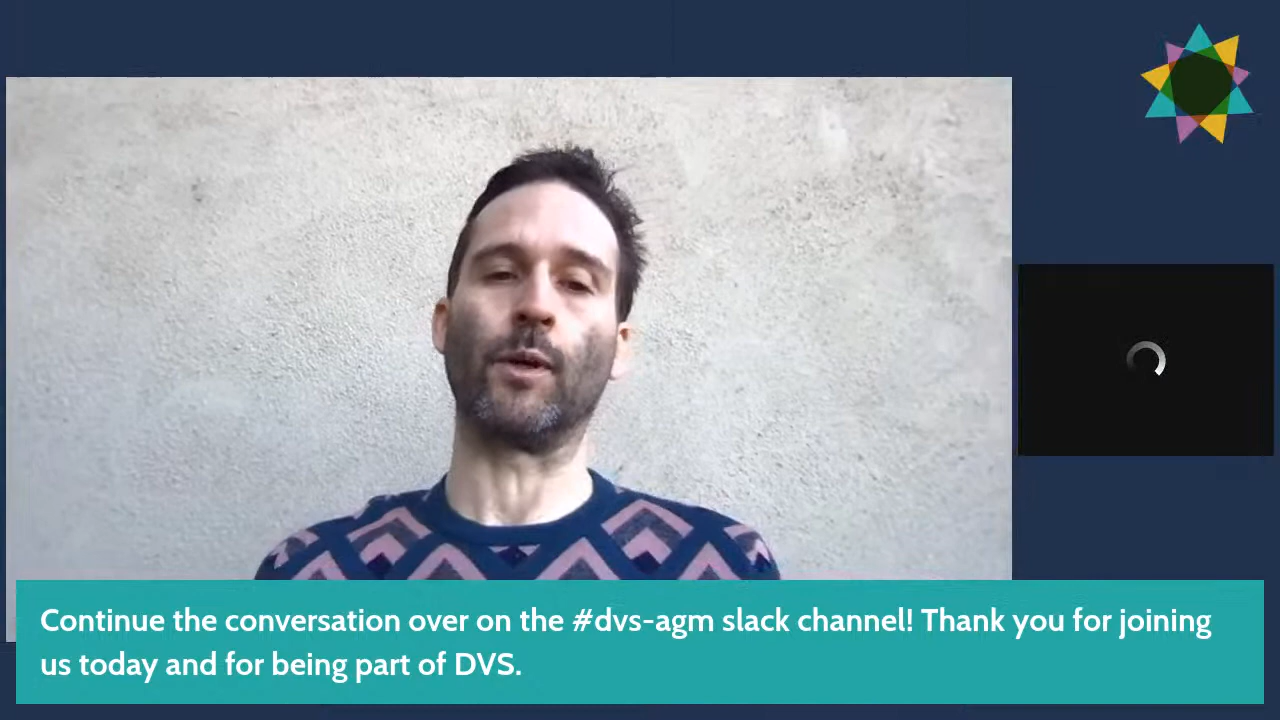 Continue the conversation over on the #dvs-agm slack channel! Thank you for joining
us today and for being part of DVS.